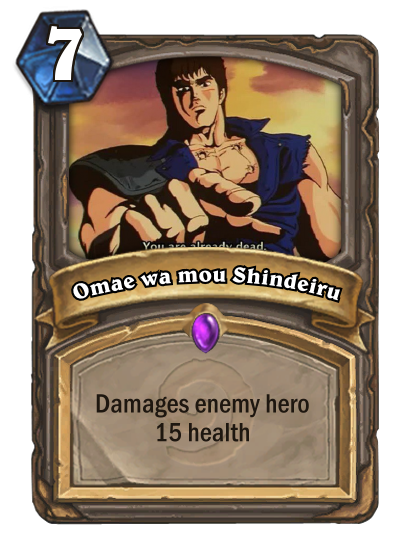 7
You are already dead.
Omae wa mou Shindeiru
Damages enemy hero
15 health